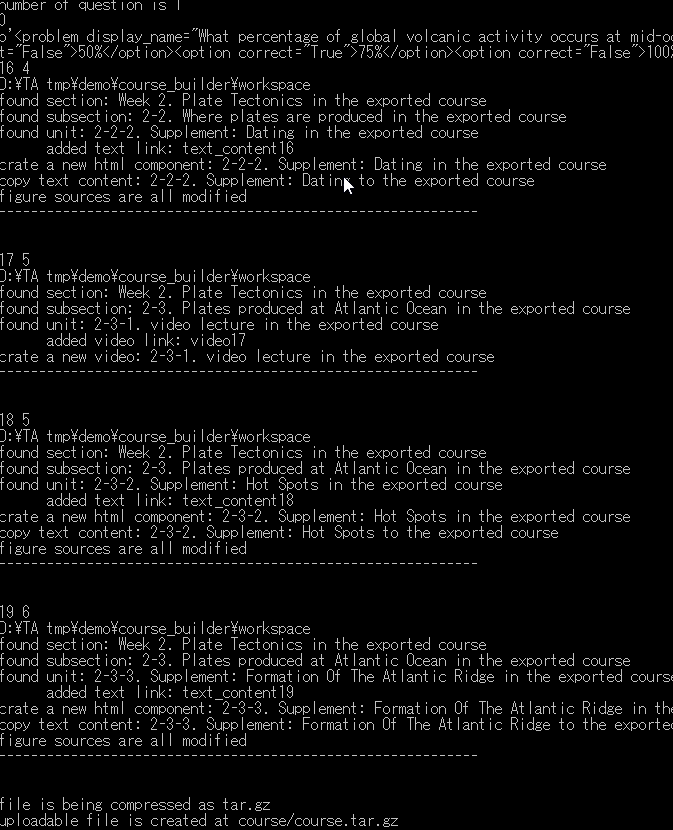 number of question is 1
0
b'<problem display_name="What percentage of global volcanic activity occurs at mid-oc
t="False">50%</option><option correct="True">75%</option><option correct="False">100%
16 4
D:¥TA tmp¥demo¥course_builder¥workspace
found section: Week 2. Plate Tectonics in the exported course
found subsection: 2-2. Where plates are produced in the exported course
found unit: 2-2-2. Supplement: Dating in the exported course
added text link: text_content16
crate a new html component: 2-2-2. Supplement: Dating in the exported course
copy text content: 2-2-2. Supplement: Dating to the exported course
figure sources are all modified
------------------------------------------------------------
17 5
D:¥TA tmp¥demo¥course_builder¥workspace
found section: Week 2. Plate Tectonics in the exported course
found subsection: 2-3. Plates produced at Atlantic Ocean in the exported course
found unit: 2-3-1. video lecture in the exported course
added video link: video17
crate a new video: 2-3-1. video lecture in the exported course
------------------------------------------------------------
18 5
D:¥TA tmp¥demo¥course_builder¥workspace
found section: Week 2. Plate Tectonics in the exported course
found subsection: 2-3. Plates produced at Atlantic Ocean in the exported course
found unit: 2-3-2. Supplement: Hot Spots in the exported course
added text link: text_content18
crate a new html component: 2-3-2. Supplement: Hot Spots in the exported course
copy text content: 2-3-2. Supplement: Hot Spots to the exported course
figure sources are all modified
------------------------------------------------------------
19 6
D:¥TA tmp¥demo¥course_builder¥workspace
found section: Week 2. Plate Tectonics in the exported course
found subsection: 2-3. Plates produced at Atlantic Ocean in the exported course
found unit: 2-3-3. Supplement: Formation Of The Atlantic Ridge in the exported course
added text link: text_content19
crate a new html component: 2-3-3. Supplement: Formation Of The Atlantic Ridge in the
copy text content: 2-3-3. Supplement: Formation Of The Atlantic Ridge to the exported
figure sources are all modified
------------------------------------------------------------
file is being compressed as tar.gz
uploadable file is created at course/course.tar.gz